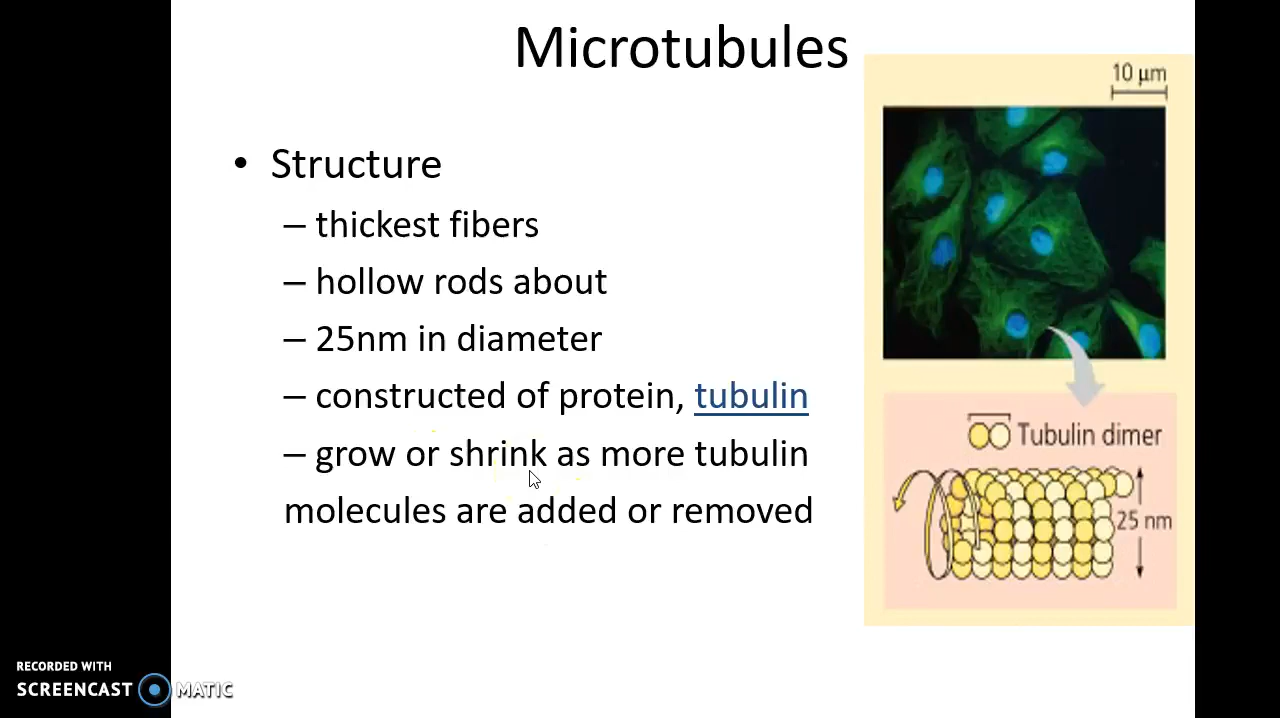 Microtubules
10 μm
• Structure
– thickest fibers
– hollow rods about
– 25nm in diameter
– constructed of protein, tubulin
– grow or shrink as more tubulin
molecules are added or removed
Tubulin dimer
25 nm
RECORDED WITH
SCREENCAST MATIC